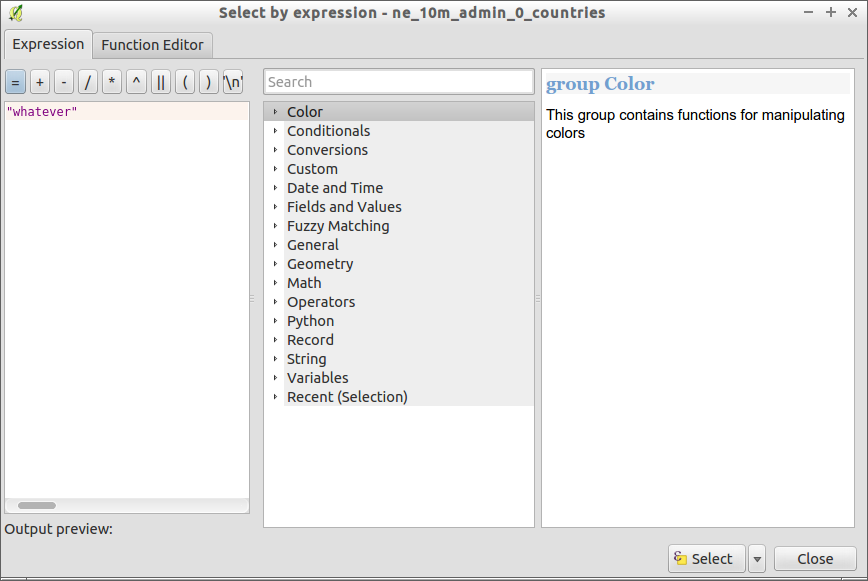 Select by expression - ne_10m_admin_0_countries
Expression
Function Editor
= + - / * ^ || ( ) '\n'
"whatever"
Output preview:
Search
Color
Conditionals
Conversions
Custom
Date and Time
Fields and Values
Fuzzy Matching
General
Geometry
Math
Operators
Python
Record
String
Variables
Recent (Selection)
group Color
This group contains functions for manipulating
colors
Select
Close